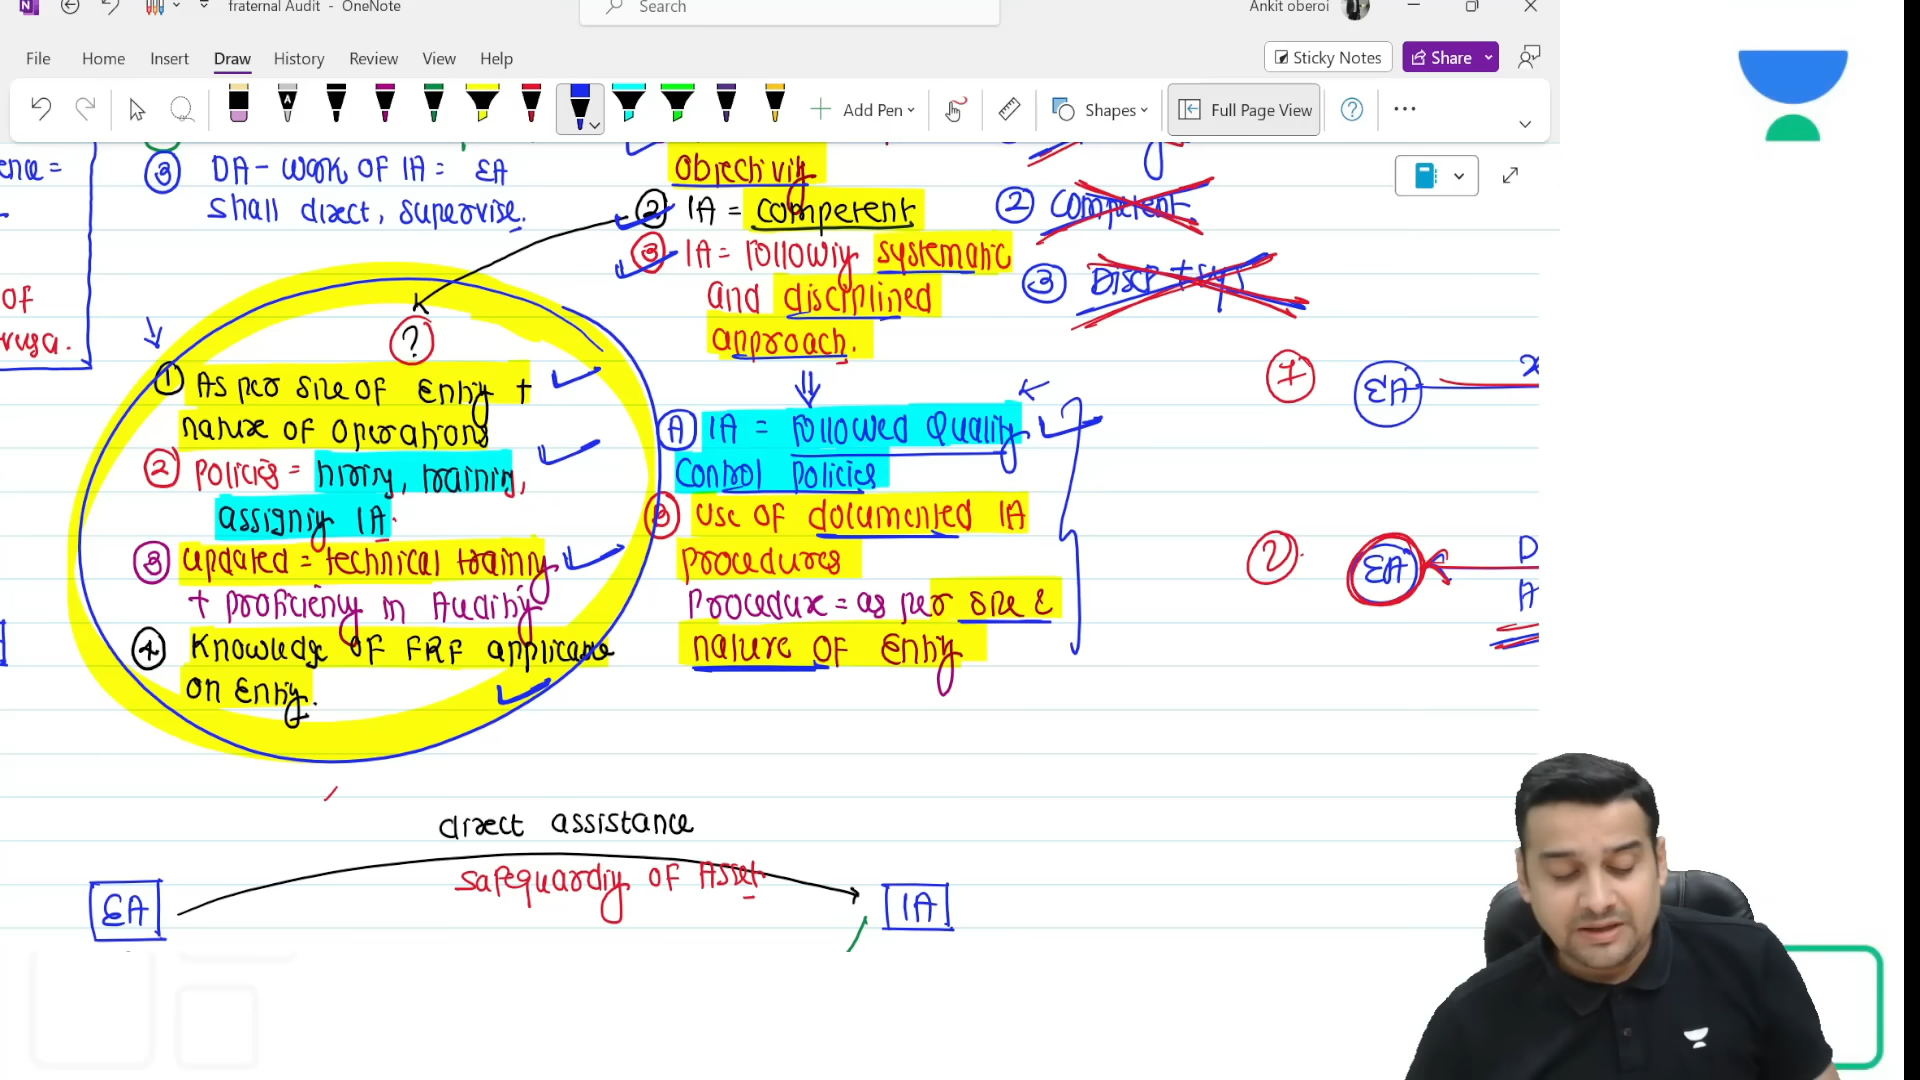 fraternal Audit - OneNote
Search
Ankit oberoi
File Home Insert Draw History Review View Help
Sticky Notes
Share
Add Pen
Shapes
Full Page View
③ DA - work of IA = EA
shall direct, supervise.
of
objectivity
② IA = competent
③ IA = following systematic
and disciplined
approach.
② Competent
③
?
① As per size of Entity +
nature of operations
② policies = hiring, training,
assigning IA.
③ updated = technical training
+ proficiency in Auditing
④ Knowledge of FRF applicable
on Entity.
Ⓐ IA = followed Quality
Control policies
Ⓑ use of documented IA
procedures
Procedure = as per size &
nature of Entity
① EA
② EA
D
A
direct assistance
safeguarding of Asset
EA
IA